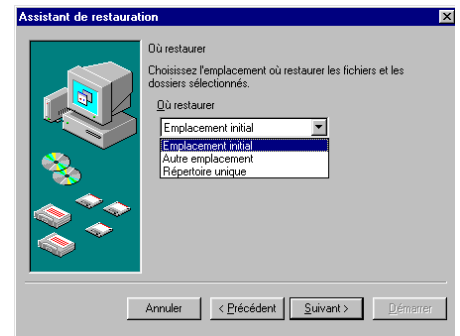 Assistant de restauration
Où restaurer
Choisissez l'emplacement où restaurer les fichiers et les
dossiers sélectionnés.
Où restaurer
Emplacement initial
Emplacement initial
Autre emplacement
Répertoire unique
Annuler
< Précédent
Suivant >
Démarrer